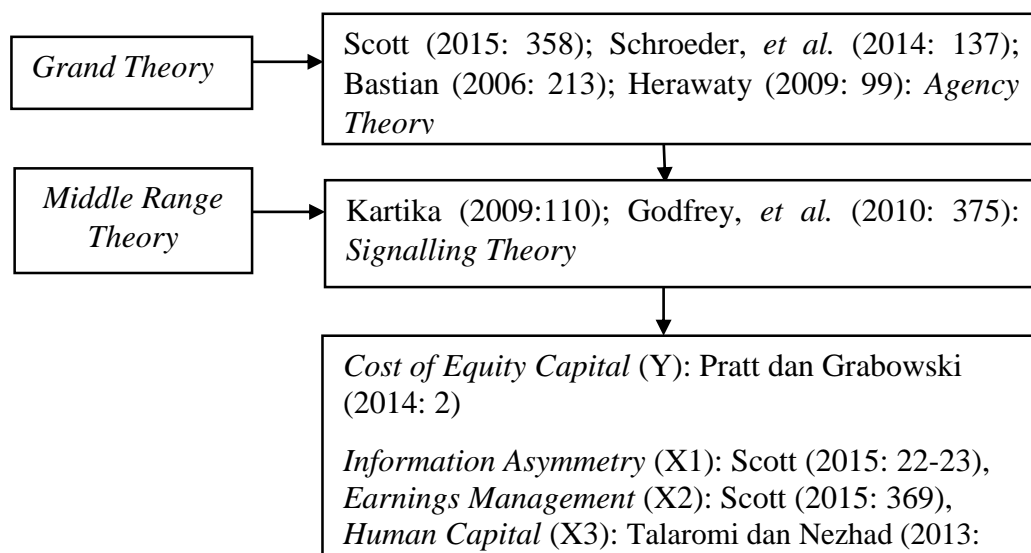 Grand Theory
Scott (2015: 358); Schroeder, et al. (2014: 137);
Bastian (2006: 213); Herawaty (2009: 99): Agency
Theory
Middle Range
Theory
Kartika (2009:110); Godfrey, et al. (2010: 375):
Signalling Theory
Cost of Equity Capital (Y): Pratt dan Grabowski
(2014: 2)
Information Asymmetry (X1): Scott (2015: 22-23),
Earnings Management (X2): Scott (2015: 369),
Human Capital (X3): Talaromi dan Nezhad (2013: